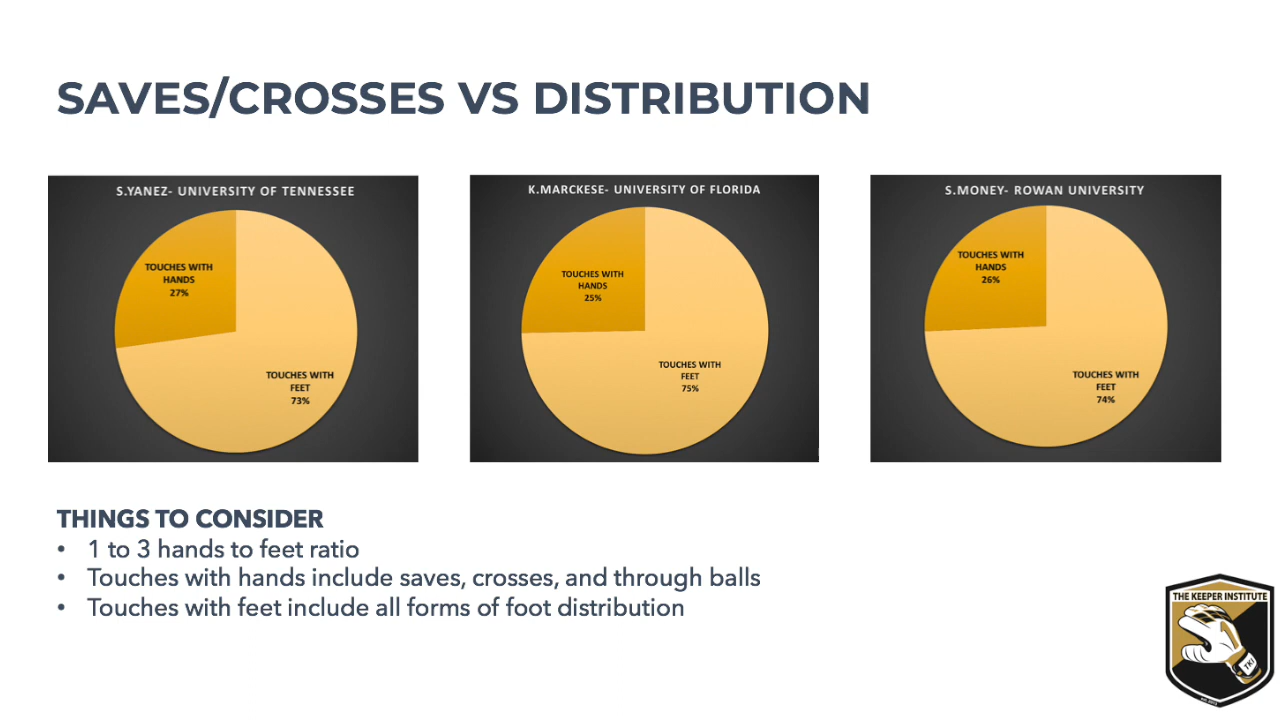 SAVES/CROSSES VS DISTRIBUTION
S.YANEZ- UNIVERSITY OF TENNESSEE
TOUCHES WITH
HANDS
27%
TOUCHES WITH
FEET
73%
K.MARCKESE- UNIVERSITY OF FLORIDA
TOUCHES WITH
HANDS
25%
TOUCHES WITH
FEET
75%
S.MONEY- ROWAN UNIVERSITY
TOUCHES WITH
HANDS
26%
TOUCHES WITH
FEET
74%
THINGS TO CONSIDER
• 1 to 3 hands to feet ratio
• Touches with hands include saves, crosses, and through balls
• Touches with feet include all forms of foot distribution
THE KEEPER INSTITUTE
TKI